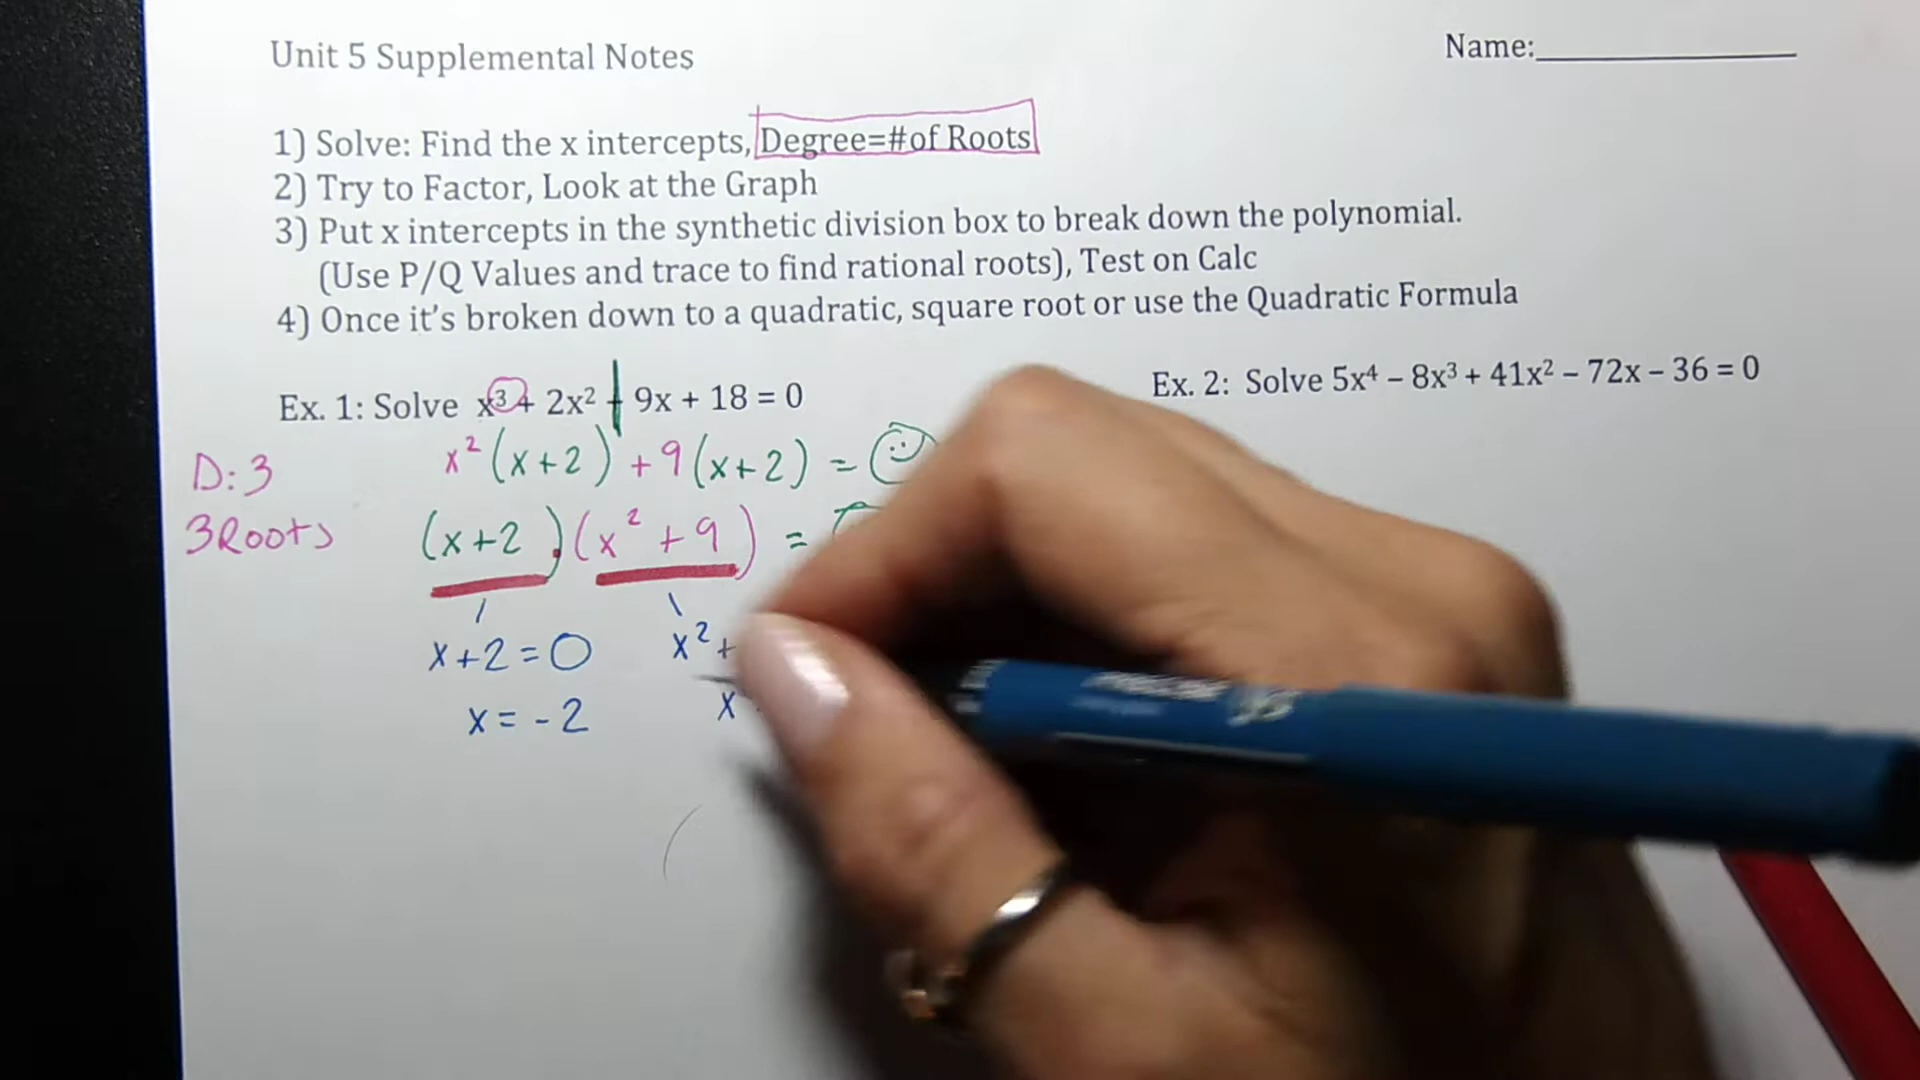 Unit 5 Supplemental Notes
Name:
1) Solve: Find the x intercepts, Degree=#of Roots
2) Try to Factor, Look at the Graph
3) Put x intercepts in the synthetic division box to break down the polynomial.
(Use P/Q Values and trace to find rational roots), Test on Calc
4) Once it's broken down to a quadratic, square root or use the Quadratic Formula
Ex. 1: Solve x³ + 2x² + 9x + 18 = 0
Ex. 2: Solve 5x⁴ – 8x³ + 41x² – 72x – 36 = 0
D:3
x²(x+2) +9(x+2) =
3 Roots
(x+2)(x²+9) =
x+2=0
x²+
x=-2
x